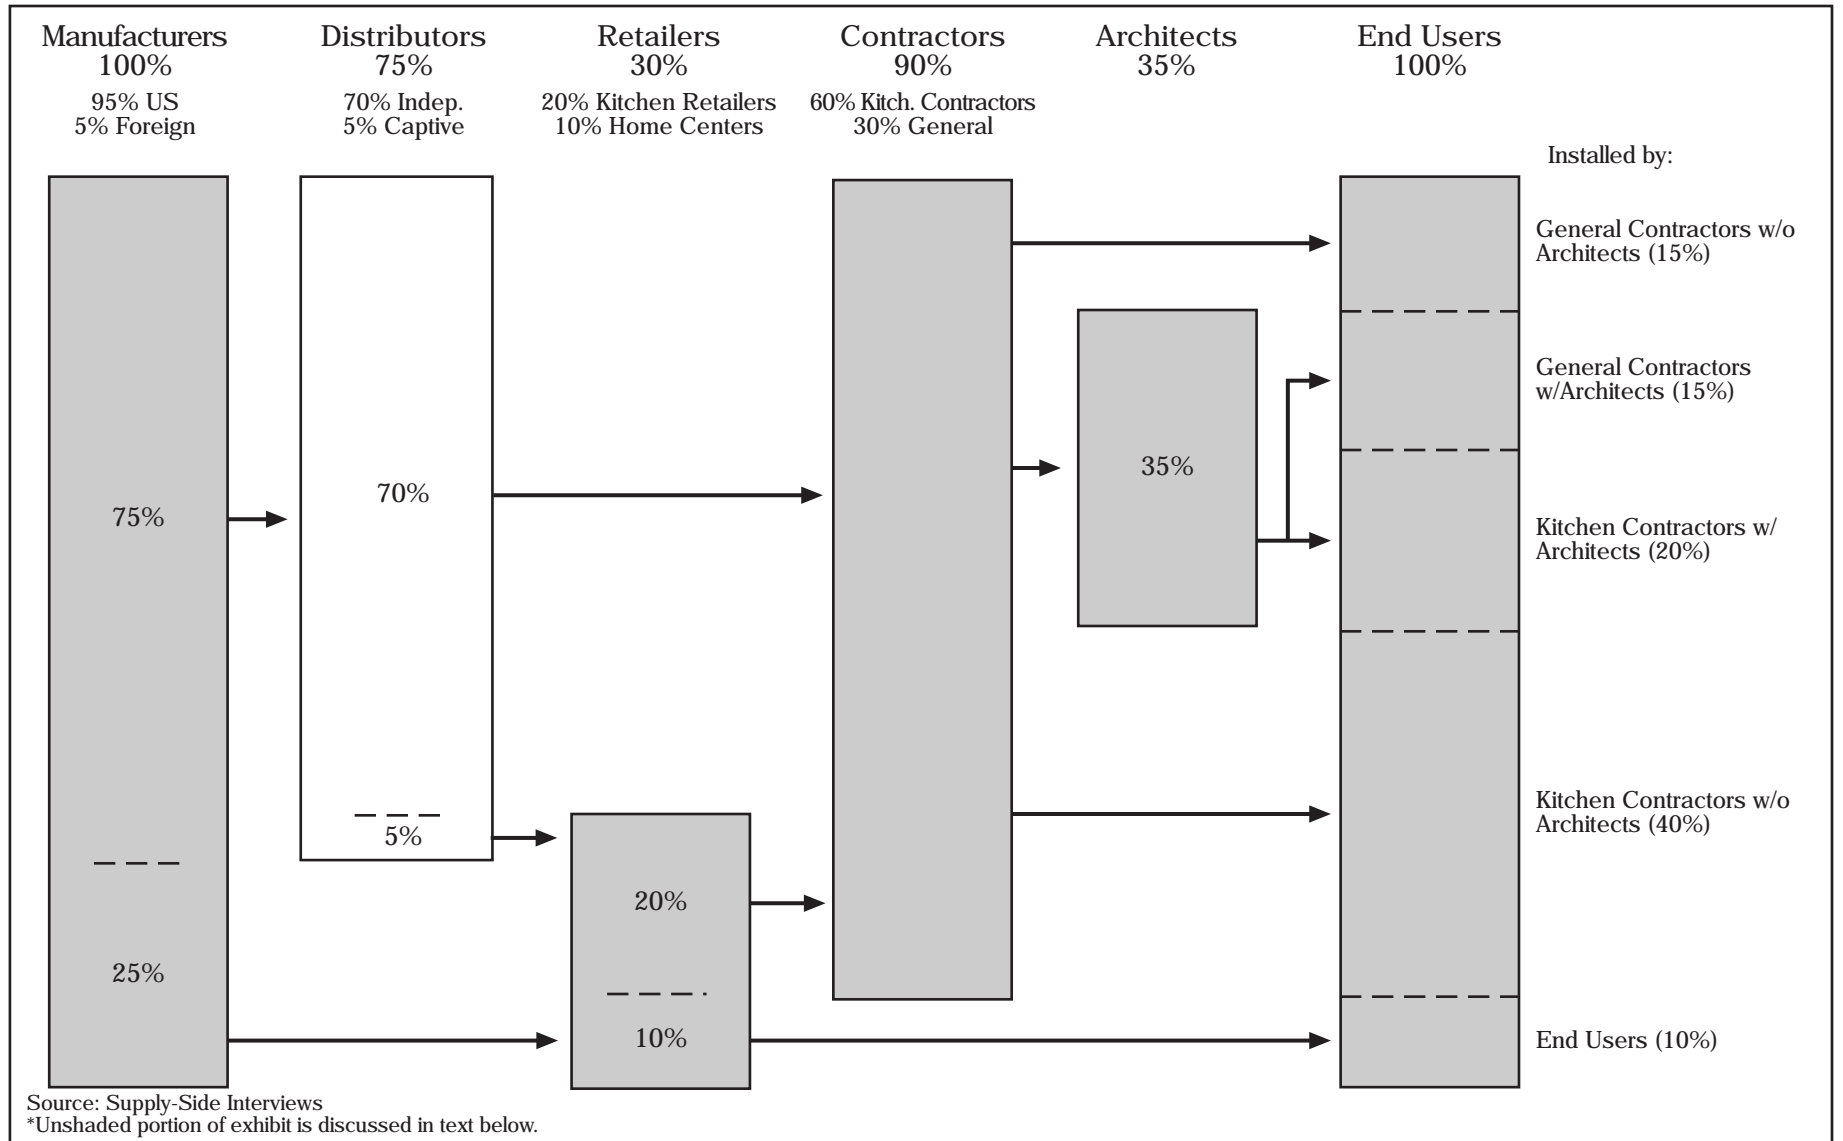 Manufacturers
100%
95% US
5% Foreign
Distributors
75%
70% Indep.
5% Captive
Retailers
30%
20% Kitchen Retailers
10% Home Centers
Contractors
90%
60% Kitch. Contractors
30% General
Architects
35%
End Users
100%
Installed by:
75%
25%
70%
5%
20%
10%
35%
General Contractors w/o
Architects (15%)
General Contractors
w/Architects (15%)
Kitchen Contractors w/
Architects (20%)
Kitchen Contractors w/o
Architects (40%)
End Users (10%)
Source: Supply-Side Interviews
*Unshaded portion of exhibit is discussed in text below.